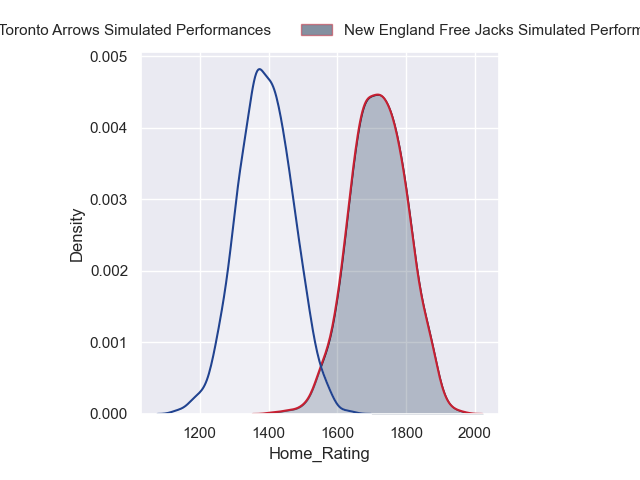 Toronto Arrows Simulated Performances New England Free Jacks Simulated Perform
0.005
0.004
0.003
0.002
0.001
0.000
Density
1200 1400 1600 1800 2000
Home_Rating